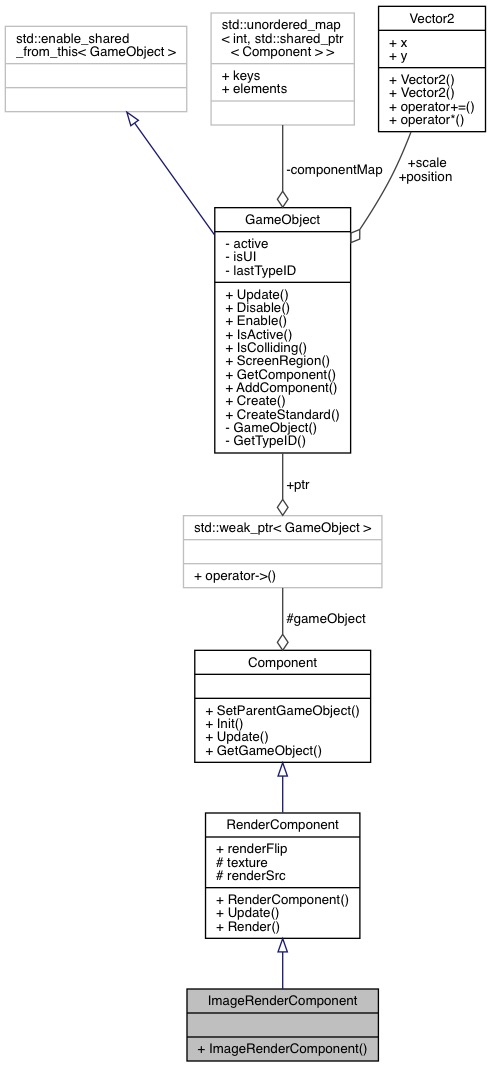 std::enable_shared
_from_this< GameObject >
std::unordered_map
< int, std::shared_ptr
< Component > >
+ keys
+ elements
Vector2
+ x
+ y
+ Vector2()
+ Vector2()
+ operator+=()
+ operator*()
-componentMap
+scale
+position
GameObject
- active
- isUI
- lastTypeID
+ Update()
+ Disable()
+ Enable()
+ IsActive()
+ IsColliding()
+ ScreenRegion()
+ GetComponent()
+ AddComponent()
+ Create()
+ CreateStandard()
- GameObject()
- GetTypeID()
+ptr
std::weak_ptr< GameObject >
+ operator->()
#gameObject
Component
+ SetParentGameObject()
+ Init()
+ Update()
+ GetGameObject()
RenderComponent
+ renderFlip
# texture
# renderSrc
+ RenderComponent()
+ Update()
+ Render()
ImageRenderComponent
+ ImageRenderComponent()